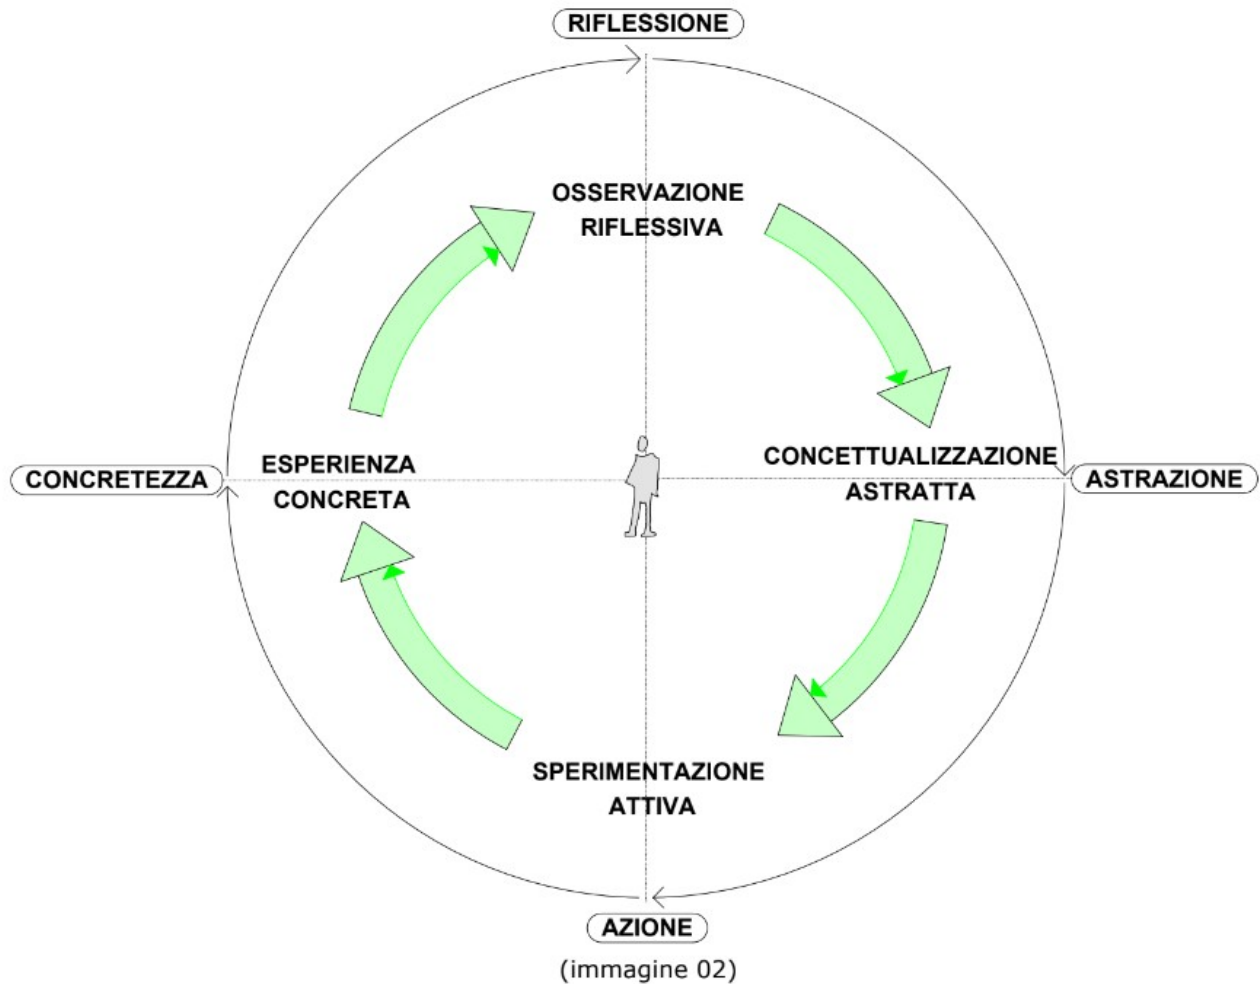 RIFLESSIONE
OSSERVAZIONE
RIFLESSIVA
CONCRETEZZA
ESPERIENZA
CONCRETA
CONCETTUALIZZAZIONE
ASTRATTA
ASTRAZIONE
SPERIMENTAZIONE
ATTIVA
AZIONE
(immagine 02)